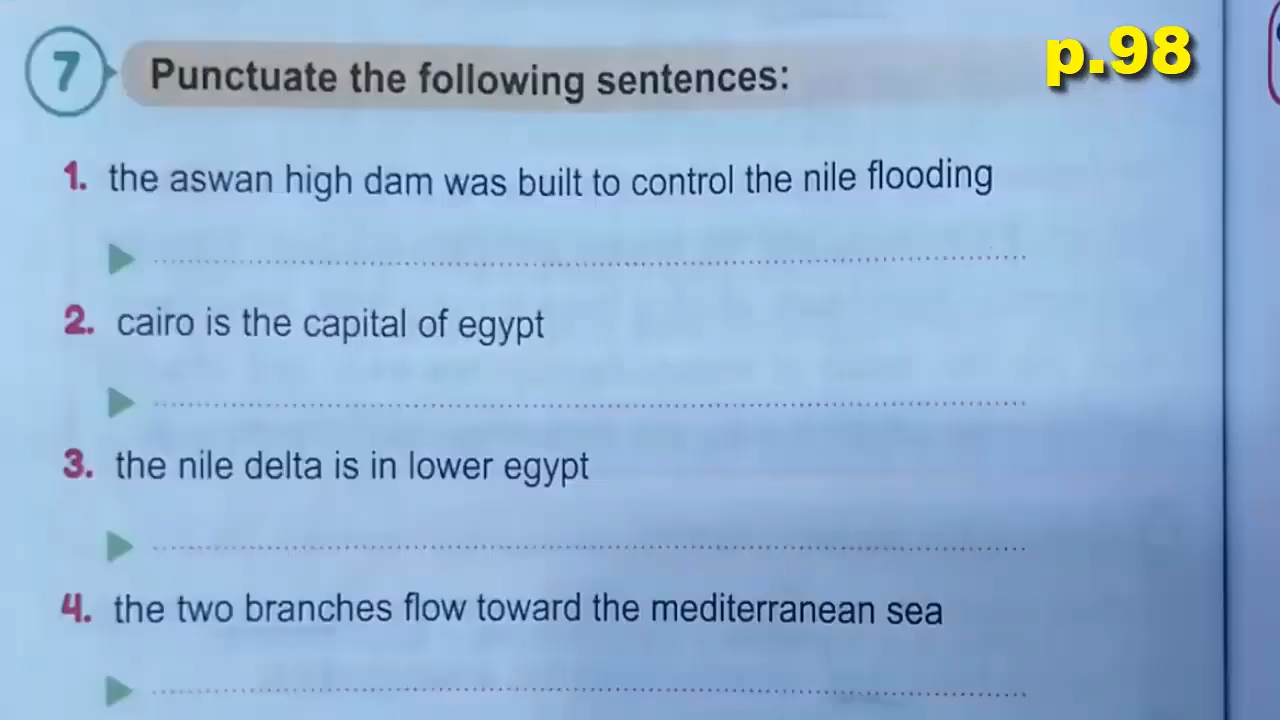 7 Punctuate the following sentences:
p.98
1. the aswan high dam was built to control the nile flooding
2. cairo is the capital of egypt
3. the nile delta is in lower egypt
4. the two branches flow toward the mediterranean sea